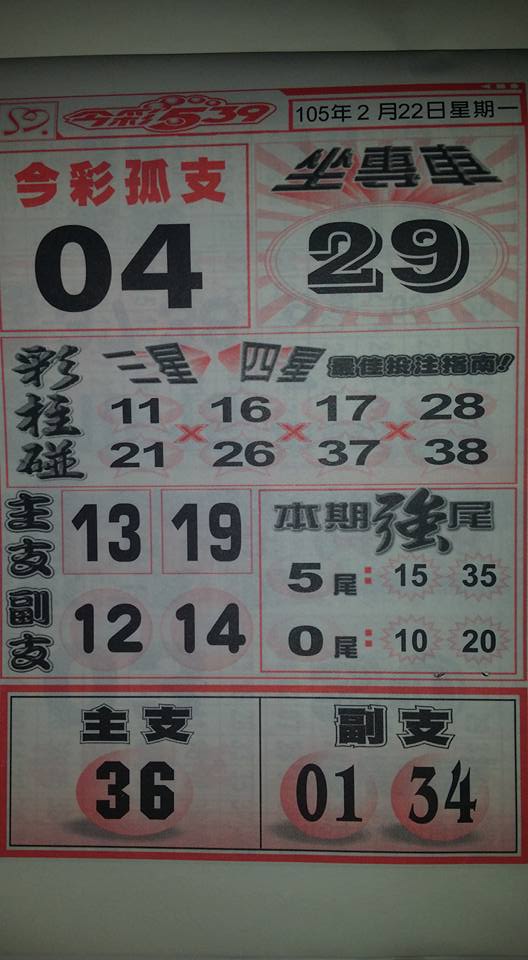 今彩539
105年2月22日星期一
今彩孤支
04
專車
29
彩柱碰
三星 四星 最佳投注指南!
11 16 17 28
× × ×
21 26 37 38
主支
13 19
副支
12 14
本期強尾
5尾：15 35
0尾：10 20
主支
36
副支
01 34